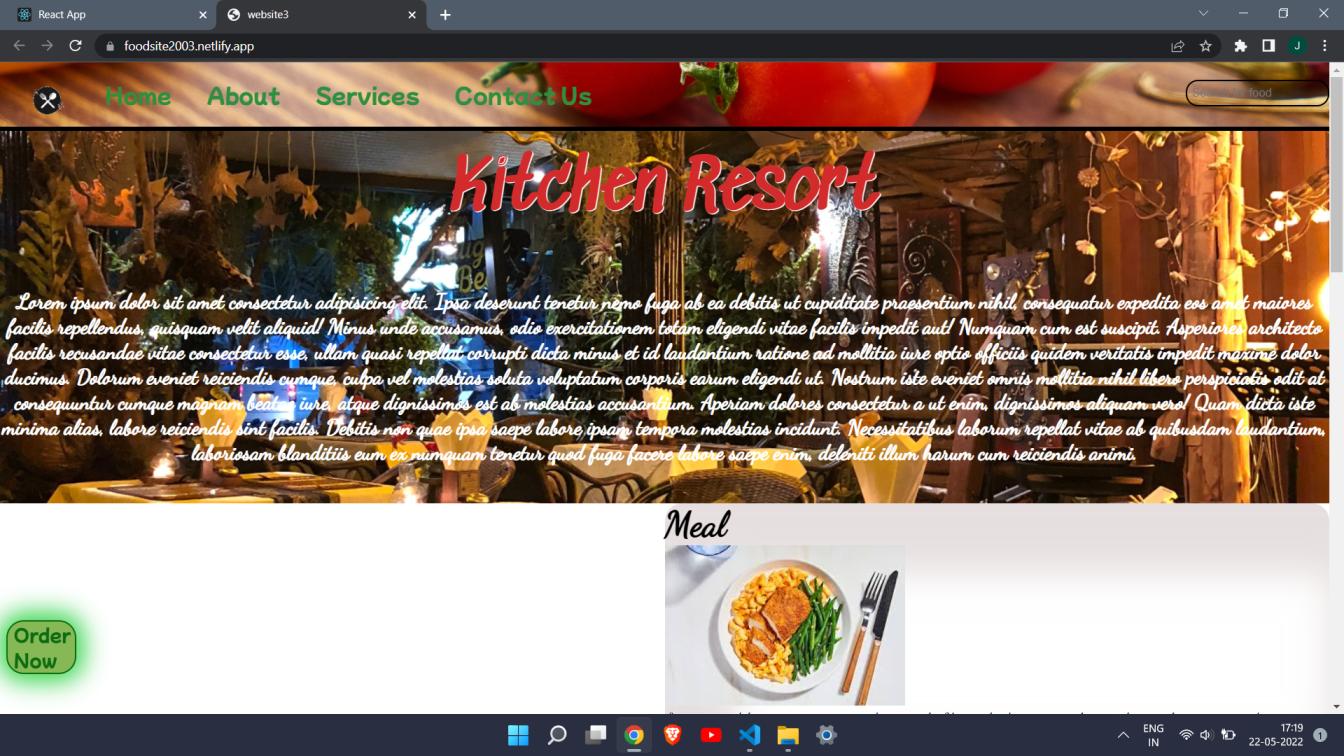 React App
website3
foodsite2003.netlify.app
J
Home About Services Contact Us
food
Kitchen Resort
Lorem ipsum dolor sit amet consectetur adipisicing elit. Ipsa deserunt tenetur nemo fuga ab ea debitis ut cupiditate praesentium nihil, consequatur expedita eos amet maiores
facilis repellendus, quisquam velit aliquid! Minus unde accusamus, odio exercitationem totam eligendi vitae facilis impedit aut! Numquam cum est suscipit. Asperiores architecto
facilis recusandae vitae consectetur esse, ullam quasi repellat corrupti dicta minus et id laudantium ratione ad mollitia iure optio officiis quidem veritatis impedit maxime dolor
ducimus. Dolorum eveniet reiciendis cumque, culpa vel molestias soluta voluptatum corporis earum eligendi ut. Nostrum iste eveniet omnis mollitia nihil libero perspiciatis odit at
consequuntur cumque magnam beatae iure, atque dignissimos est ab molestias accusantium. Aperiam dolores consectetur a ut enim, dignissimos aliquam vero! Quam dicta iste
minima alias, labore reiciendis sint facilis. Debitis non quae ipsa saepe labore ipsam tempora molestias incidunt. Necessitatibus laborum repellat vitae ab quibusdam laudantium,
laboriosam blanditiis eum ex numquam tenetur quod fuga facere labore saepe enim, deleniti illum harum cum reiciendis animi.
Meal
Order
Now
ENG
IN
17:19
22-05-2022
1